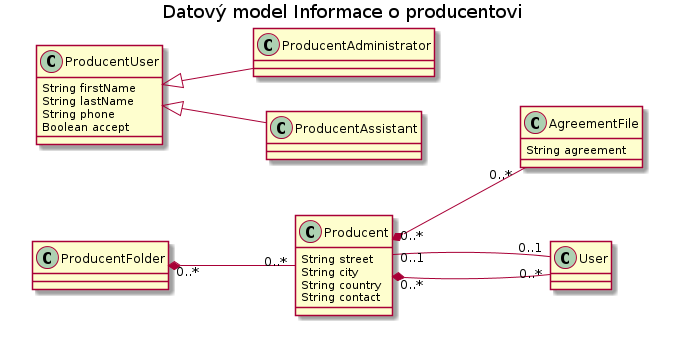 Datový model Informace o producentovi
C ProducentUser
String firstName
String lastName
String phone
Boolean accept
C ProducentAdministrator
C ProducentAssistant
C AgreementFile
String agreement
0..*
C ProducentFolder
0..*
0..*
C Producent
String street
String city
String country
String contact
0..*
0..1
0..*
0..1
0..*
C User